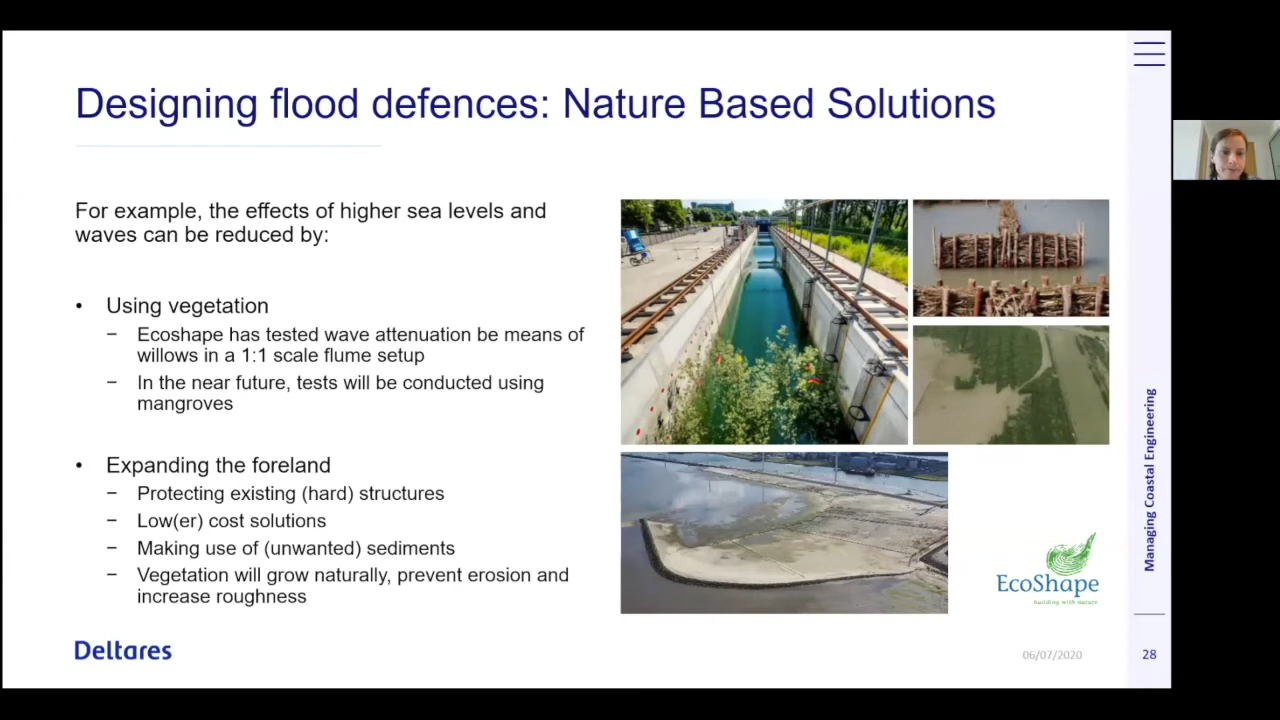 Designing flood defences: Nature Based Solutions
For example, the effects of higher sea levels and
waves can be reduced by:
• Using vegetation
− Ecoshape has tested wave attenuation be means of
willows in a 1:1 scale flume setup
− In the near future, tests will be conducted using
mangroves
• Expanding the foreland
− Protecting existing (hard) structures
− Low(er) cost solutions
− Making use of (unwanted) sediments
− Vegetation will grow naturally, prevent erosion and
increase roughness
EcoShape
Building with Nature
Managing Coastal Engineering
Deltares
06/07/2020
28